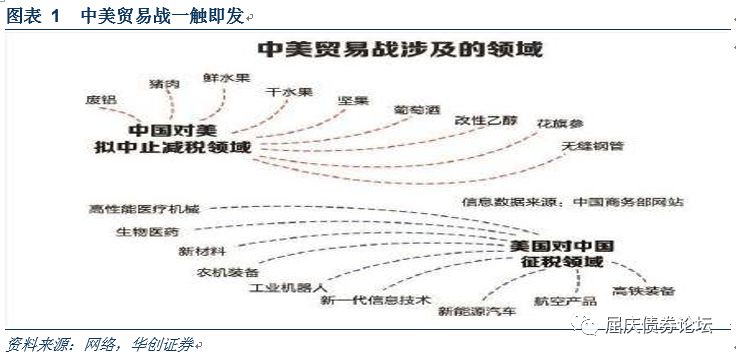 图表 1 中美贸易战一触即发
中美贸易战涉及的领域
废铝
猪肉
鲜水果
干水果
坚果
葡萄酒
改性乙醇
花旗参
无缝钢管
中国对美
拟中止减税领域
信息数据来源：中国商务部网站
高性能医疗机械
生物医药
新材料
农机装备
工业机器人
新一代信息技术
新能源汽车
航空产品
高铁装备
美国对中国
征税领域
屈庆债券论坛
资料来源：网络，华创证券